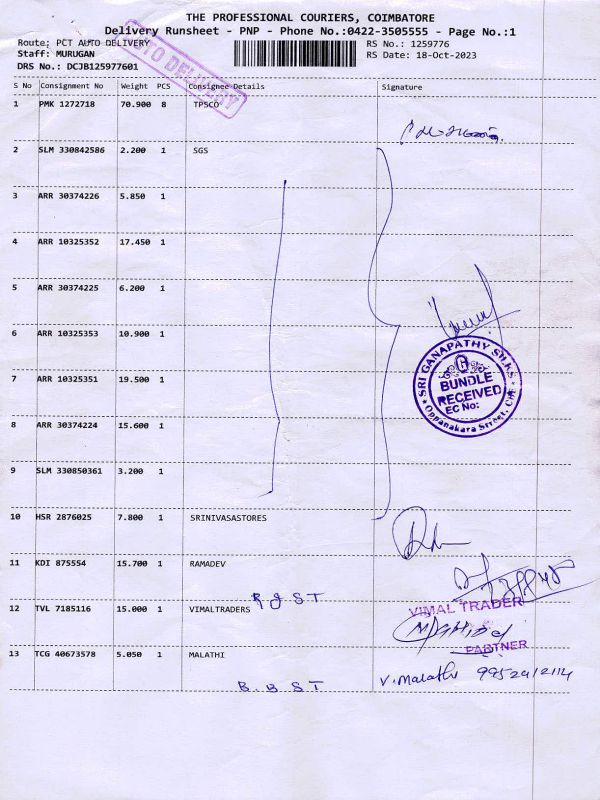 THE PROFESSIONAL COURIERS, COIMBATORE
Delivery Runsheet - PNP - Phone No.:0422-3505555 - Page No.:1
Route: PCT AUTO DELIVERY
RS No.: 1259776
Staff: MURUGAN
RS Date: 18-Oct-2023
DRS No.: DCJB125977601
AUTO DELIVERY
S No Consignment No Weight PCS Consignee Details Signature
1 PMK 1272718 70.900 8 TPSCO
2 SLM 330842586 2.200 1 SGS
3 ARR 30374226 5.850 1
4 ARR 10325352 17.450 1
5 ARR 30374225 6.200 1
6 ARR 10325353 10.900 1
7 ARR 10325351 19.500 1
8 ARR 30374224 15.600 1
9 SLM 330850361 3.200 1
SRI GANAPATHY SILKS
BUNDLE
RECEIVED
EC No:
Oppanakara Street, CBE
10 HSR 2876025 7.800 1 SRINIVASASTORES
11 KDI 875554 15.700 1 RAMADEV
R J S T
12 TVL 7185116 15.000 1 VIMALTRADERS
VIMAL TRADER
PARTNER
13 TCG 40673578 5.050 1 MALATHI
B. B S T
V. Malathi